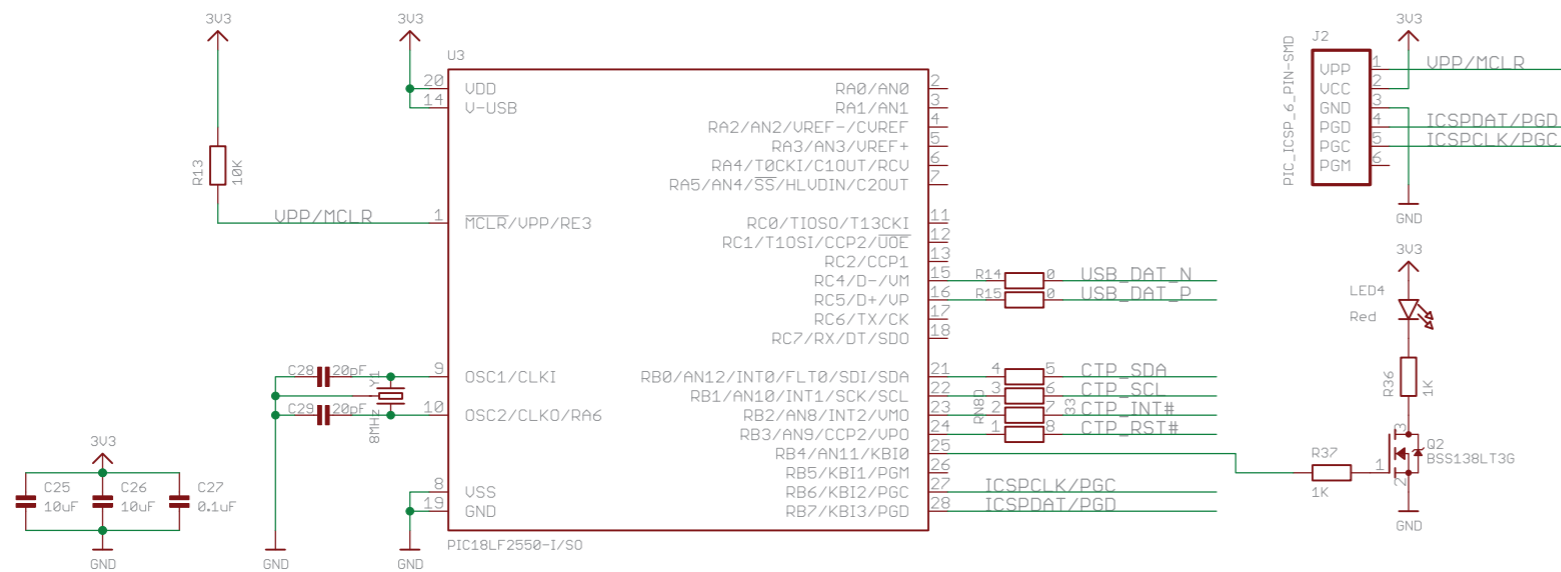 3V3
R13
10K
VPP/MCLR
3V3
U3
20 VDD
14 V-USB
1 MCLR/VPP/RE3
9 OSC1/CLKI
10 OSC2/CLKO/RA6
8 VSS
19 GND
RA0/AN0 2
RA1/AN1 3
RA2/AN2/VREF-/CVREF 4
RA3/AN3/VREF+ 5
RA4/T0CKI/C1OUT/RCV 6
RA5/AN4/SS/HLVDIN/C2OUT 7
RC0/TIOSO/T13CKI 11
RC1/T1OSI/CCP2/UOE 12
RC2/CCP1 13
RC4/D-/VM 15
RC5/D+/VP 16
RC6/TX/CK 17
RC7/RX/DT/SDO 18
RB0/AN12/INT0/FLT0/SDI/SDA 21
RB1/AN10/INT1/SCK/SCL 22
RB2/AN8/INT2/VMO 23
RB3/AN9/CCP2/VPO 24
RB4/AN11/KBI0 25
RB5/KBI1/PGM 26
RB6/KBI2/PGC 27
RB7/KBI3/PGD 28
PIC18LF2550-I/SO
C28 20pF
Y1
8MHz
C29 20pF
GND
GND
3V3
C25
10uF
C26
10uF
C27
0.1uF
GND
R14 0 USB_DAT_N
R15 0 USB_DAT_P
4 5 CTP_SDA
3 6 CTP_SCL
2 7 CTP_INT#
1 8 CTP_RST#
RN8D
33
ICSPCLK/PGC
ICSPDAT/PGD
J2
PIC_ICSP_6_PIN-SMD
3V3
VPP 1 VPP/MCLR
VCC 2
GND 3
PGD 4 ICSPDAT/PGD
PGC 5 ICSPCLK/PGC
PGM 6
GND
3V3
LED4
Red
R36
1K
R37
1K
3
1
2
Q2
BSS138LT3G
GND